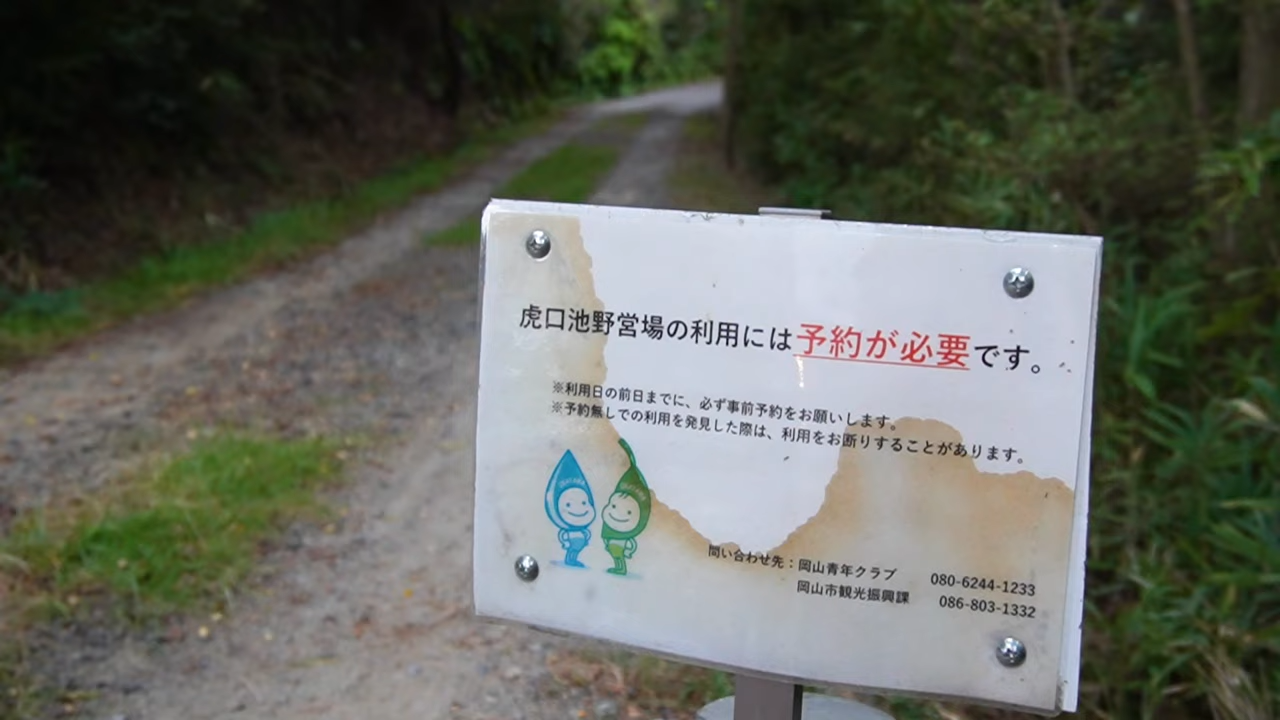 虎口池野営場の利用には予約が必要です。
※利用日の前日までに、必ず事前予約をお願いします。
※予約無しでの利用を発見した際は、利用をお断りすることがあります。
問い合わせ先：岡山青年クラブ 080-6244-1233
岡山市観光振興課 086-803-1332